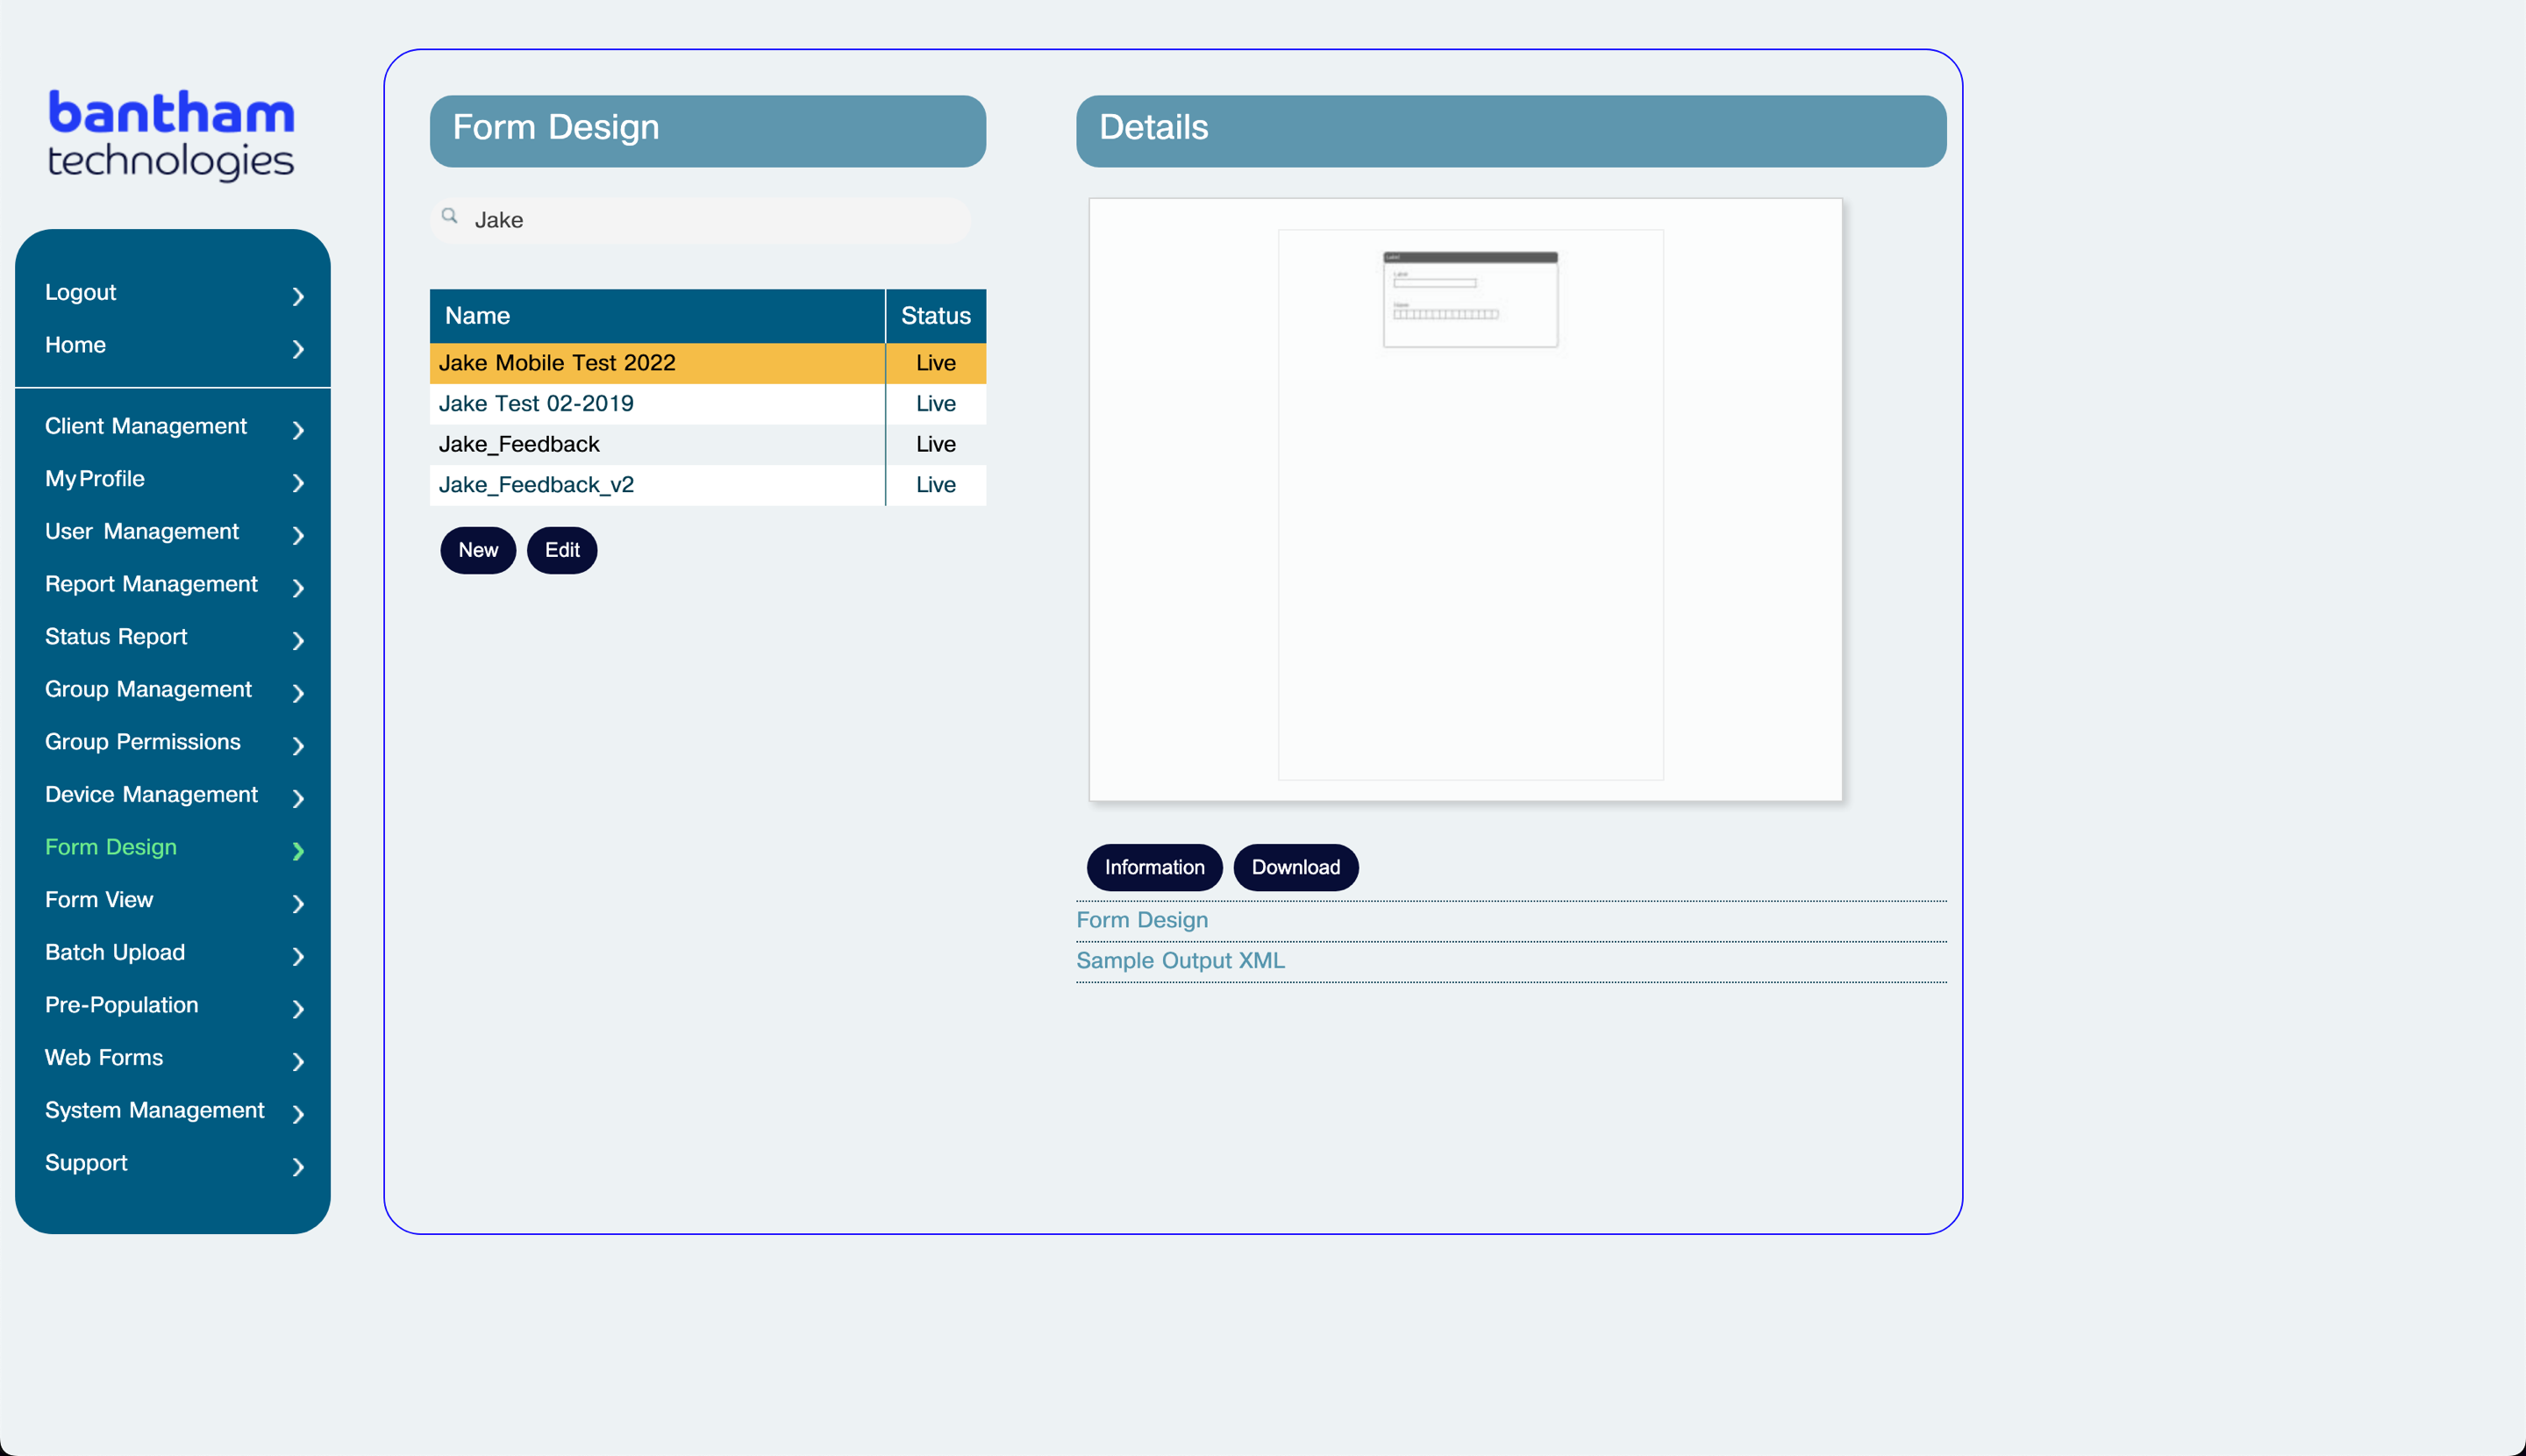 bantham
technologies
Logout
Home
Client Management
My Profile
User Management
Report Management
Status Report
Group Management
Group Permissions
Device Management
Form Design
Form View
Batch Upload
Pre-Population
Web Forms
System Management
Support
Form Design
Jake
Name Status
Jake Mobile Test 2022 Live
Jake Test 02-2019 Live
Jake_Feedback Live
Jake_Feedback_v2 Live
New Edit
Details
Label
Label
Name
Information Download
Form Design
Sample Output XML